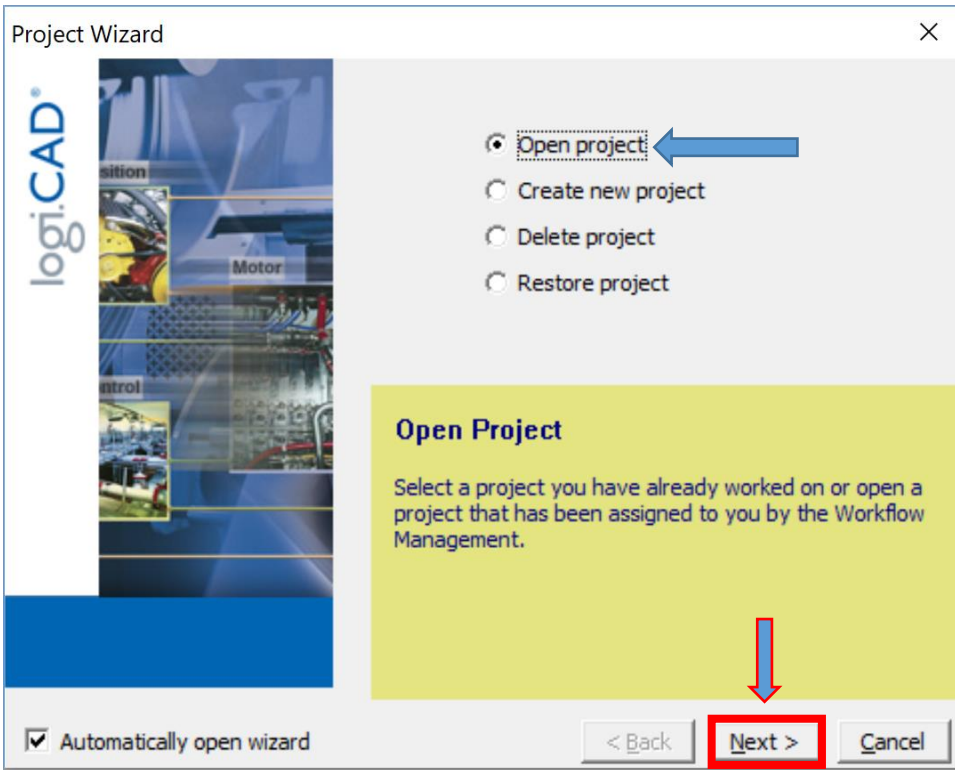 Project Wizard
logi.CAD®
sition
Motor
ntrol
Open project
Create new project
Delete project
Restore project
Open Project
Select a project you have already worked on or open a
project that has been assigned to you by the Workflow
Management.
Automatically open wizard
< Back
Next >
Cancel